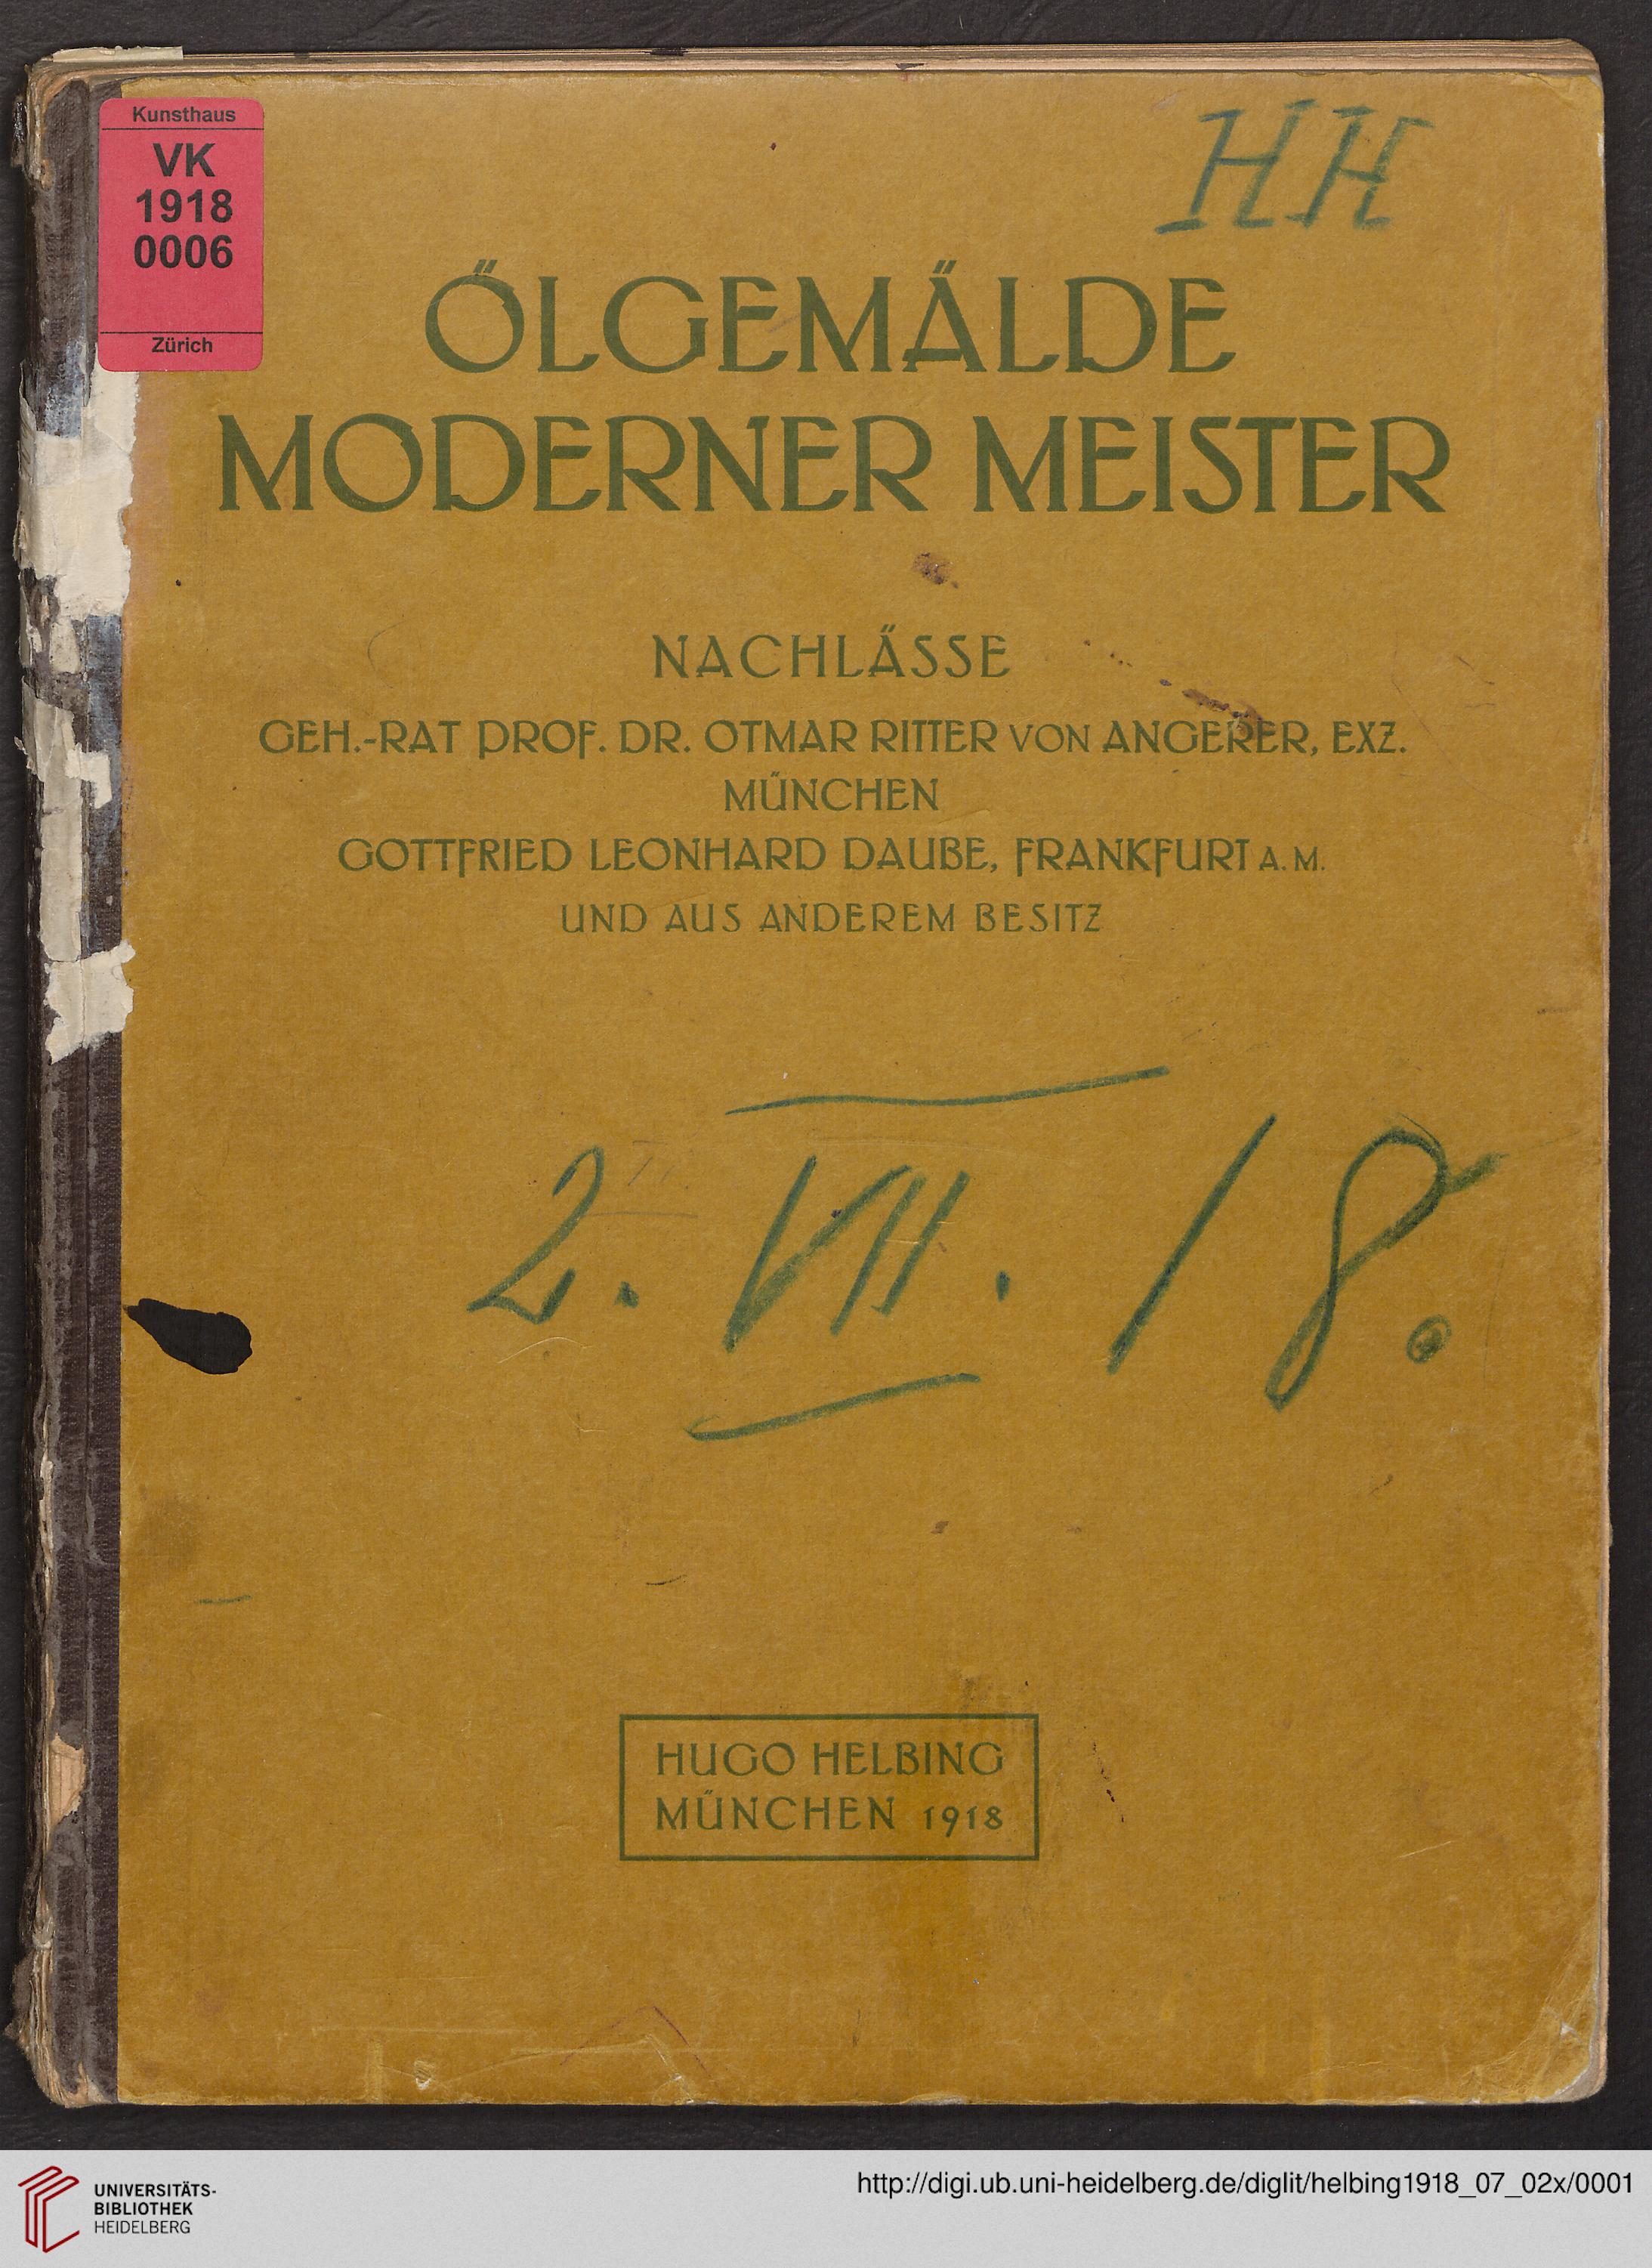 Kunsthaus
VK
1918
0006
Zürich
HH
ÖLGEMÄLDE
MODERNER MEISTER
NACHLÄSSE
GEH.-RAT PROF. DR. OTMAR RITTER VON ANGERER, EXZ.
MÜNCHEN
GOTTFRIED LEONHARD DAUBE, FRANKFURT A. M.
UND AUS ANDEREM BESITZ
2. VII. 18.
HUGO HELBING
MÜNCHEN 1918
UNIVERSITÄTS-
BIBLIOTHEK
HEIDELBERG
http://digi.ub.uni-heidelberg.de/diglit/helbing1918_07_02x/0001